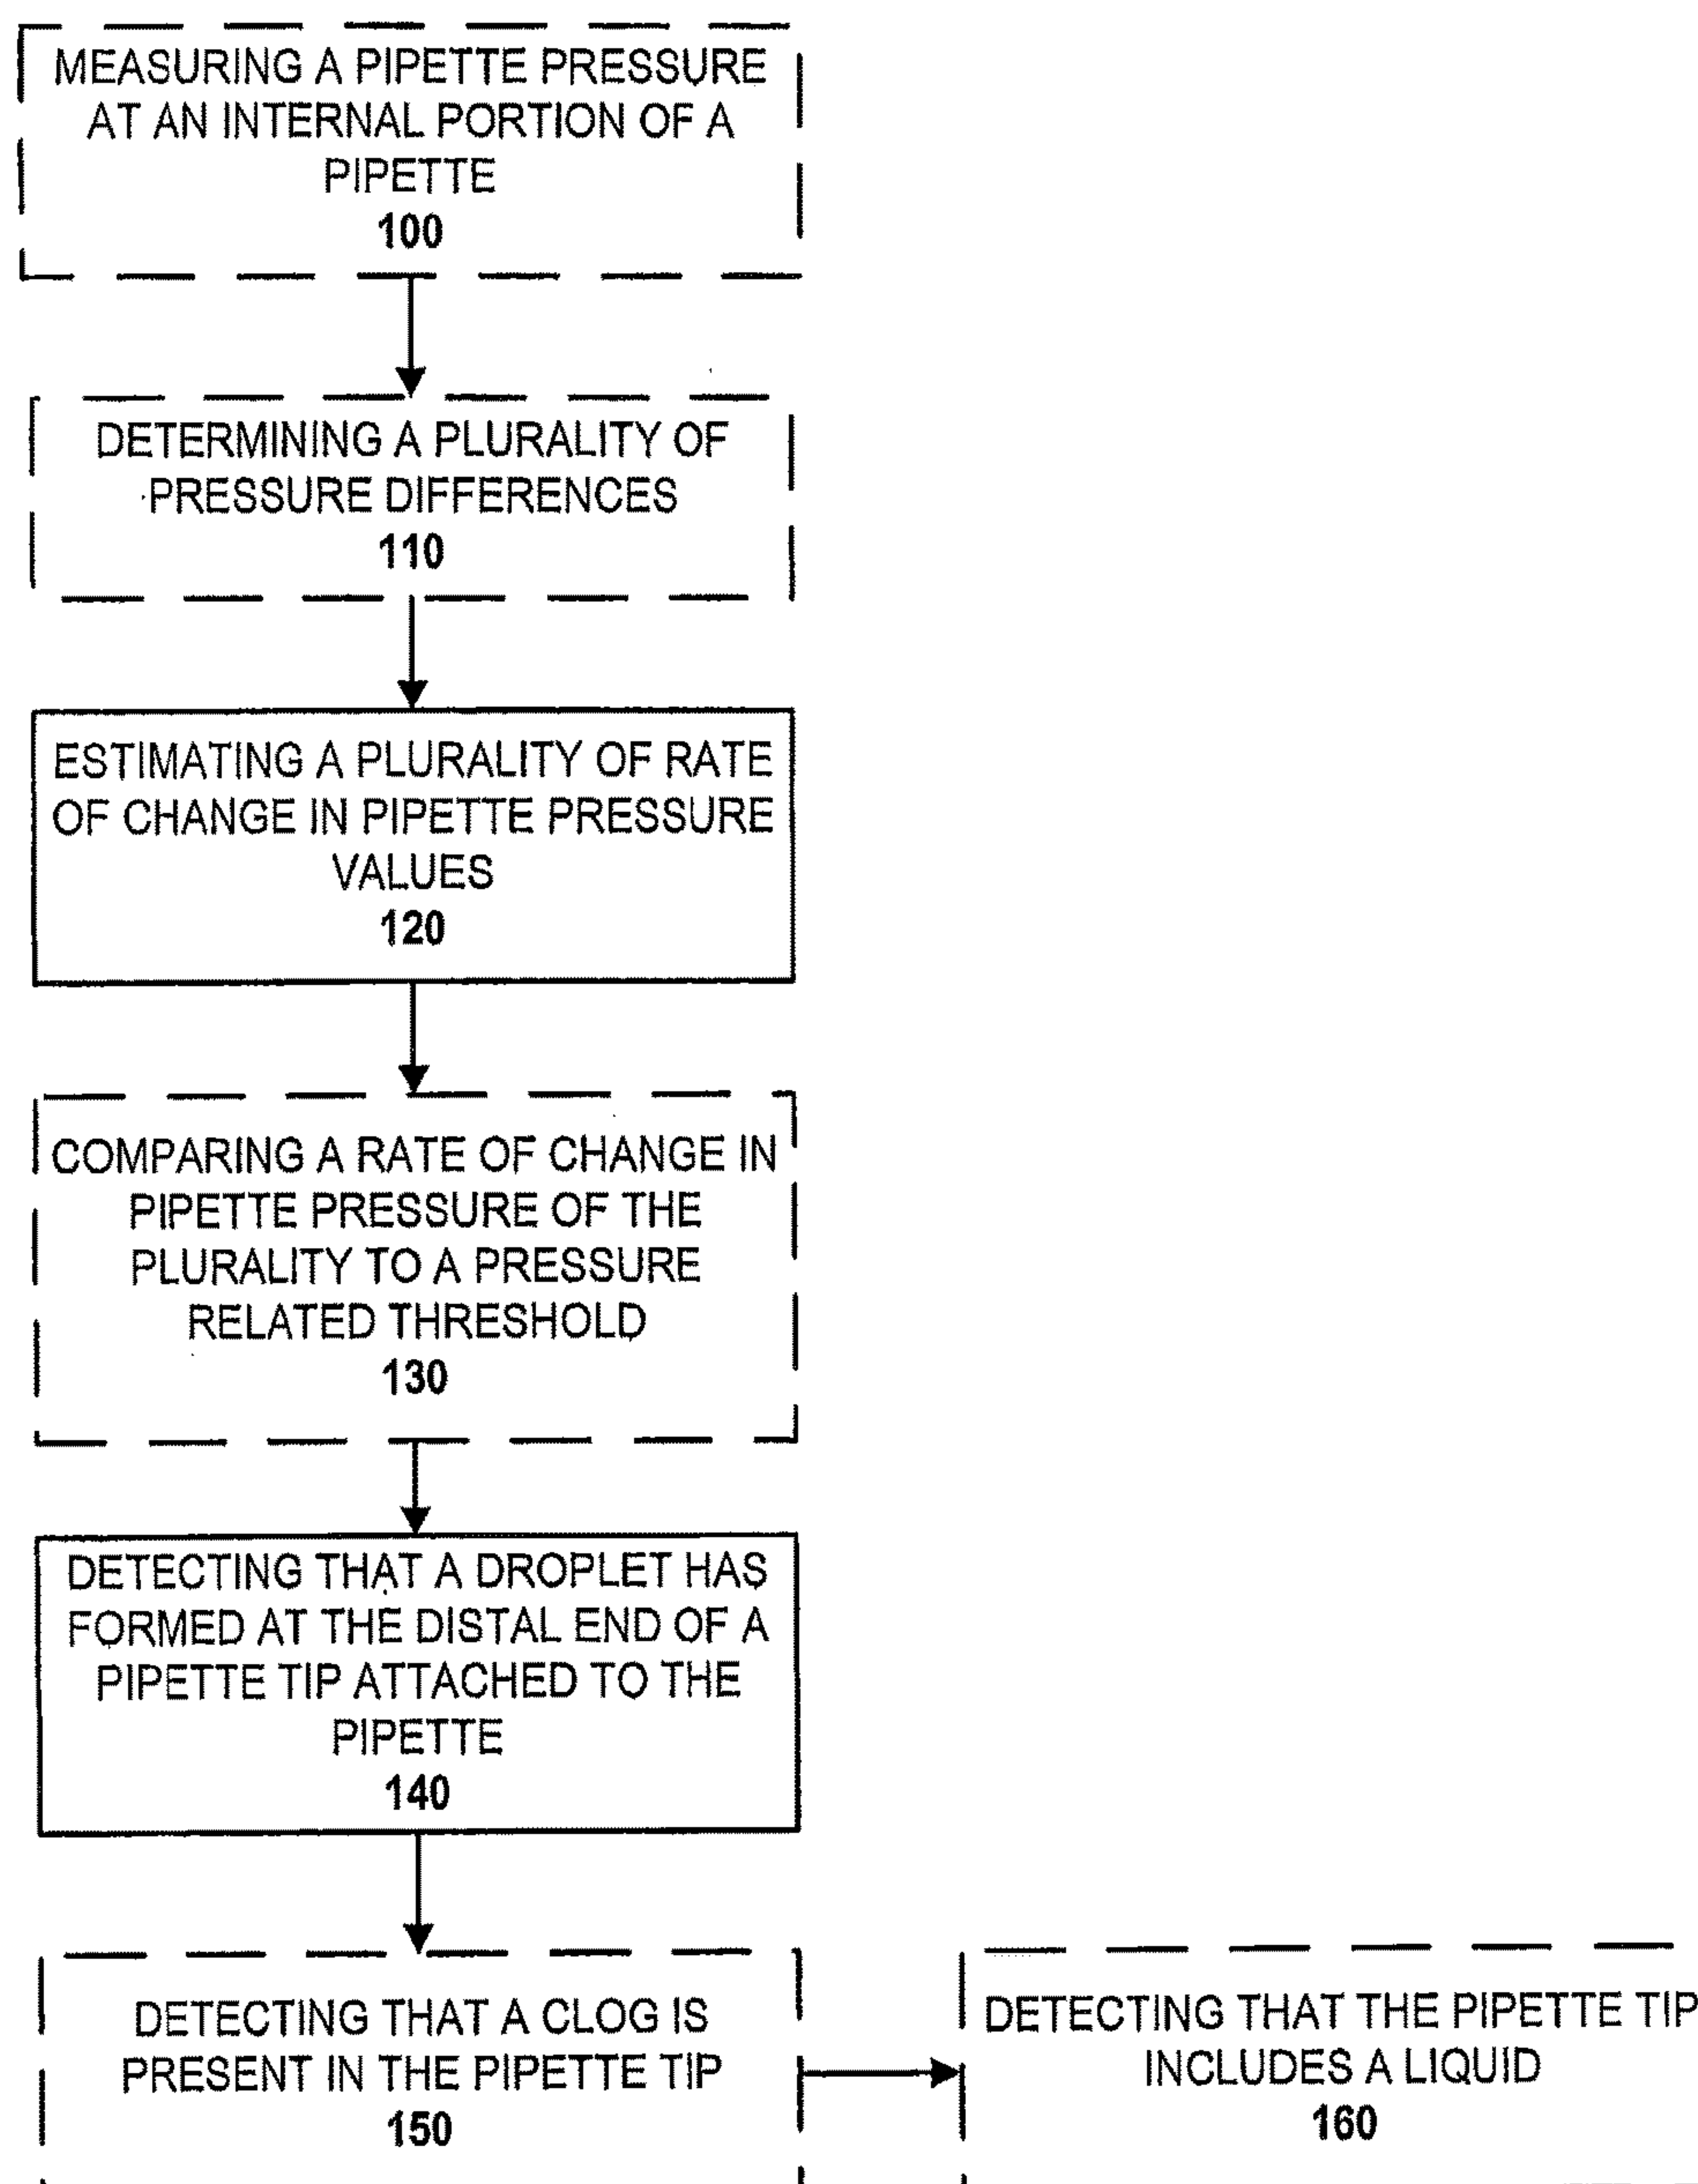 MEASURING A PIPETTE PRESSURE
AT AN INTERNAL PORTION OF A
PIPETTE
100
DETERMINING A PLURALITY OF
PRESSURE DIFFERENCES
110
ESTIMATING A PLURALITY OF RATE
OF CHANGE IN PIPETTE PRESSURE
VALUES
120
COMPARING A RATE OF CHANGE IN
PIPETTE PRESSURE OF THE
PLURALITY TO A PRESSURE
RELATED THRESHOLD
130
DETECTING THAT A DROPLET HAS
FORMED AT THE DISTAL END OF A
PIPETTE TIP ATTACHED TO THE
PIPETTE
140
DETECTING THAT A CLOG IS
PRESENT IN THE PIPETTE TIP
150
DETECTING THAT THE PIPETTE TIP
INCLUDES A LIQUID
160